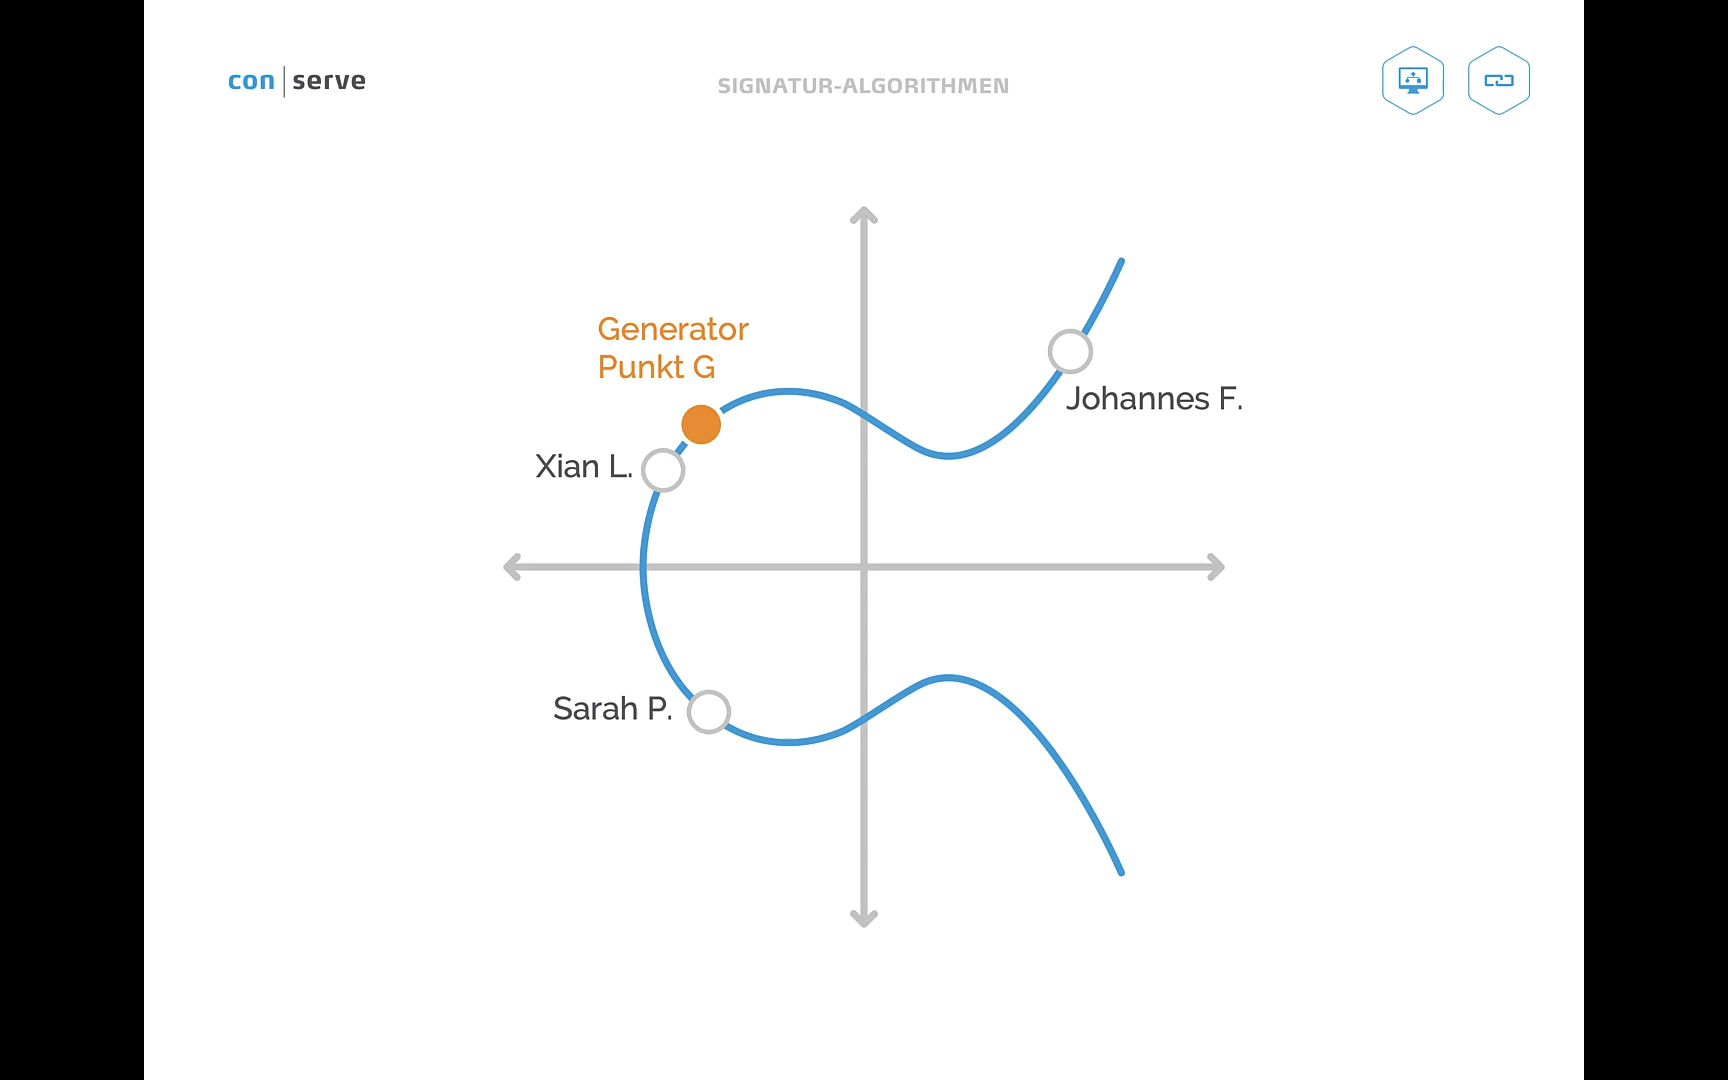 con|serve
SIGNATUR-ALGORITHMEN
Generator
Punkt G
Johannes F.
Xian L.
Sarah P.